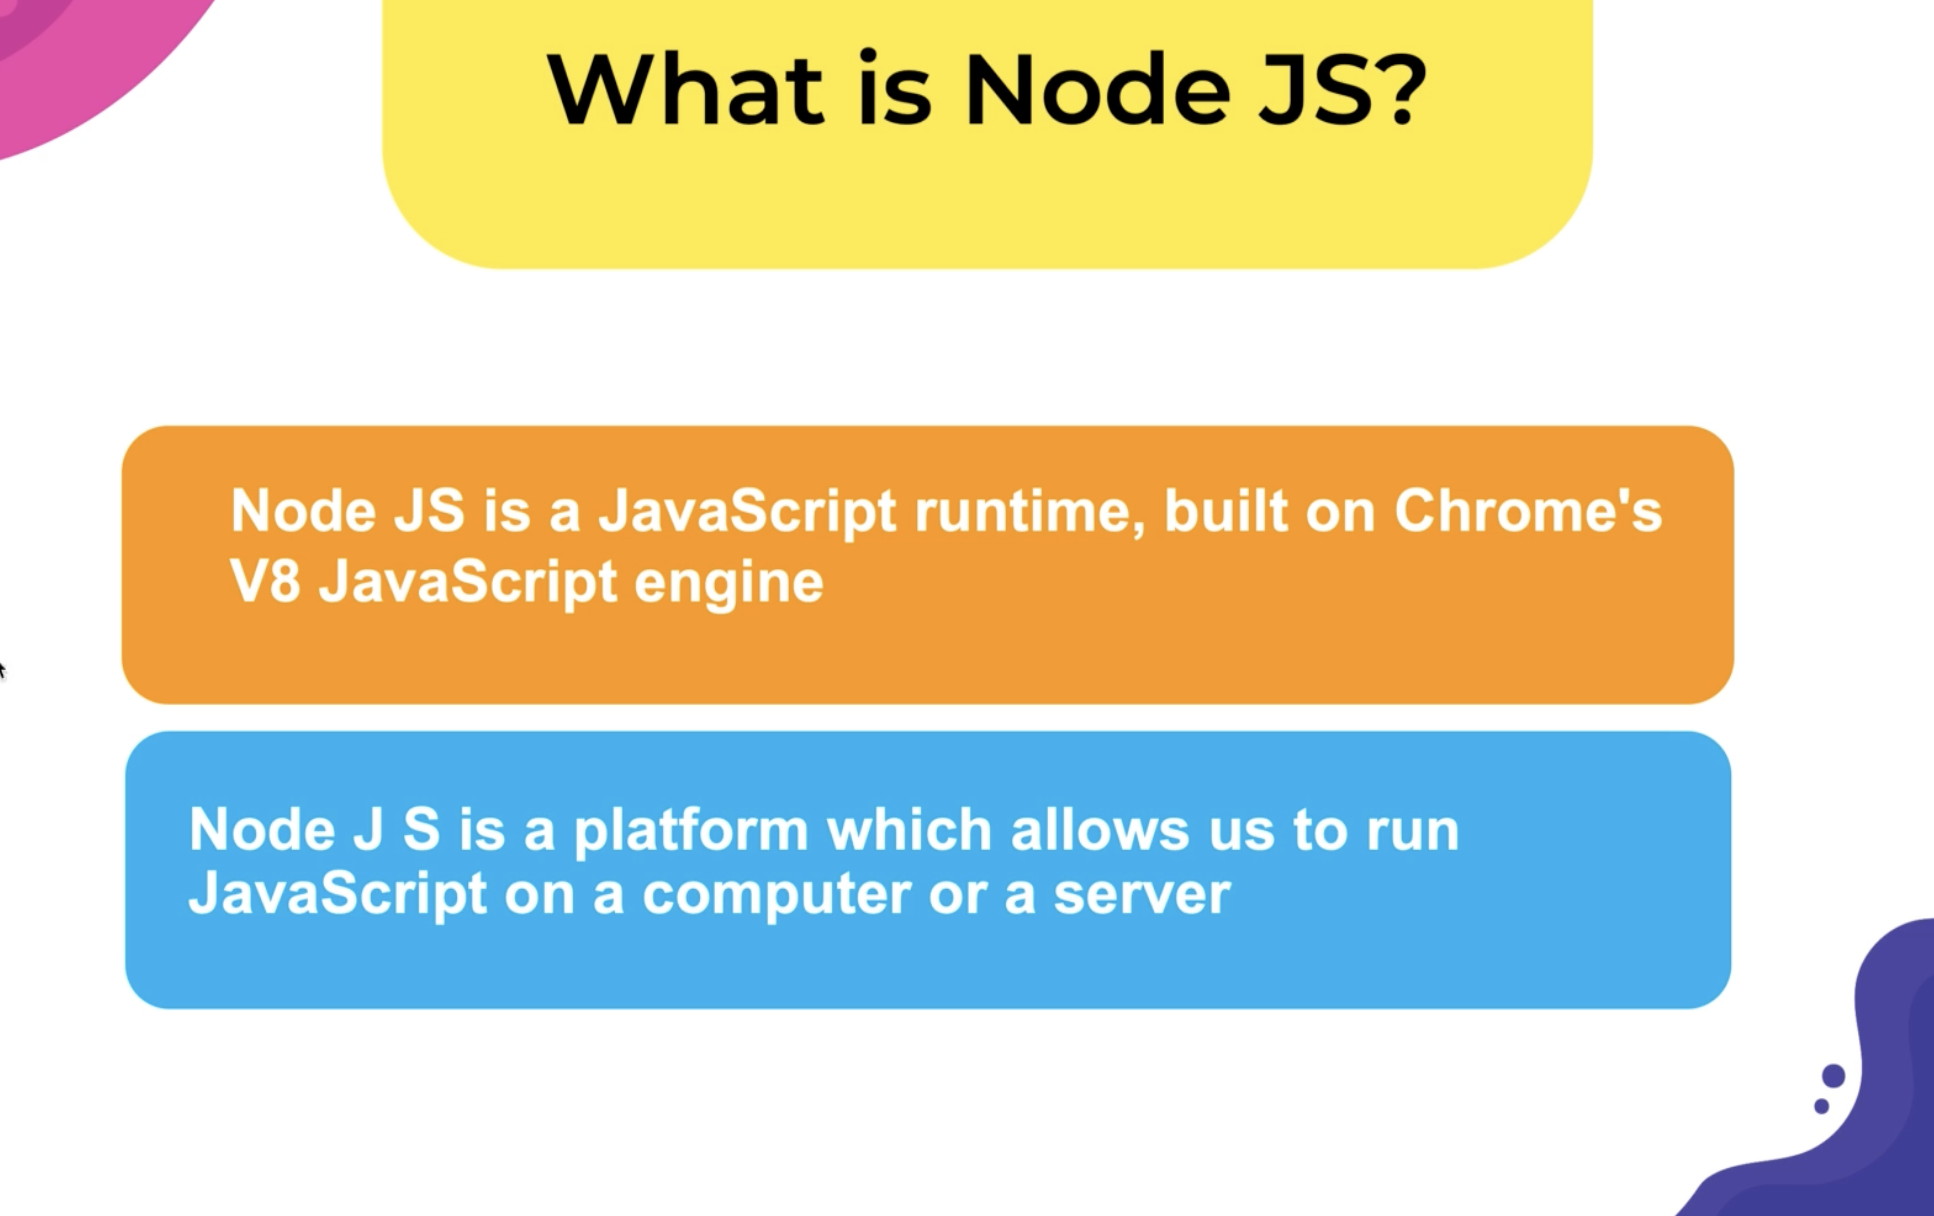 What is Node JS?
Node JS is a JavaScript runtime, built on Chrome's
V8 JavaScript engine
Node J S is a platform which allows us to run
JavaScript on a computer or a server